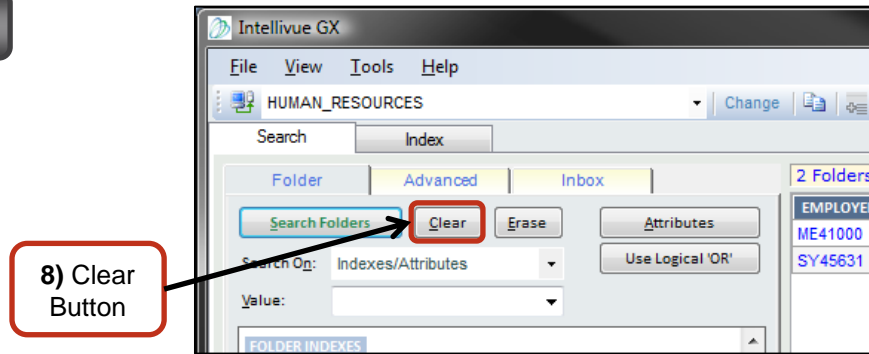 Intellivue GX
File View Tools Help
HUMAN_RESOURCES Change
Search Index
Folder Advanced Inbox
Search Folders Clear Erase Attributes
Search On: Indexes/Attributes Use Logical 'OR'
Value:
FOLDER INDEXES
2 Folders
EMPLOYE
ME41000
SY45631
8) Clear
Button